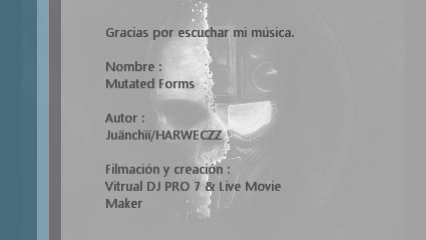 Gracias por escuchar mi música.
Nombre :
Mutated Forms
Autor :
Juänchïï/HARWECZZ
Filmación y creación :
Vitrual DJ PRO 7 & Live Movie
Maker